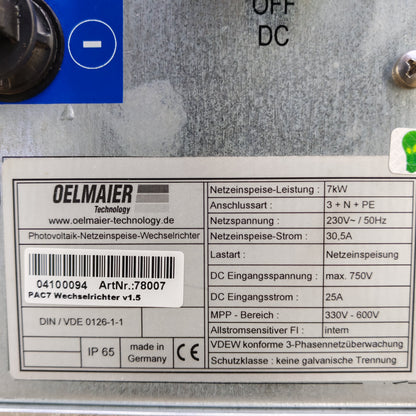 OFF
DC
OELMAIER
Technology
www.oelmaier-technology.de
Photovoltaik-Netzeinspeise-Wechselrichter
04100094 ArtNr.:78007
PAC7 Wechselrichter v1.5
DIN / VDE 0126-1-1
IP 65
made in
Germany
CE
Netzeinspeise-Leistung : 7kW
Anschlussart : 3 + N + PE
Netzspannung : 230V~ / 50Hz
Netzeinspeise-Strom : 30,5A
Lastart : Netzeinspeisung
DC Eingangsspannung : max. 750V
DC Eingangsstrom : 25A
MPP - Bereich : 330V - 600V
Allstromsensitiver FI : intern
VDEW konforme 3-Phasennetzüberwachung
Schutzklasse : keine galvanische Trennung